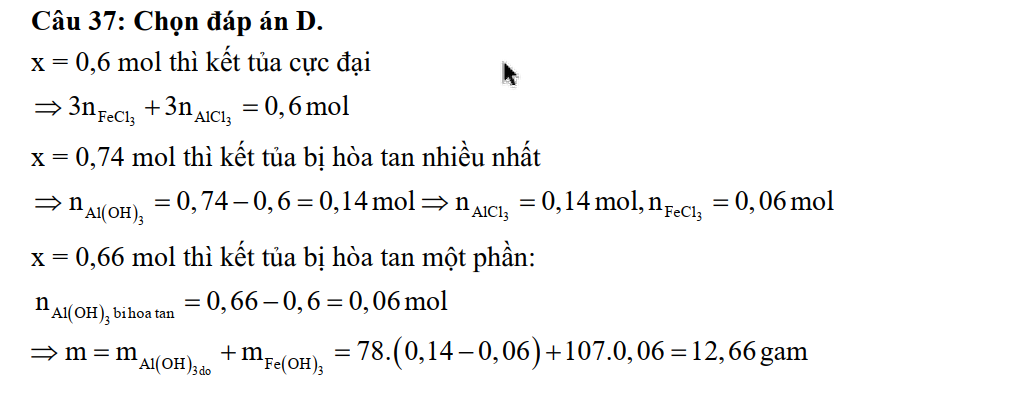 Câu 37: Chọn đáp án D.
x = 0,6 mol thì kết tủa cực đại
⇒ 3n_{FeCl_3} + 3n_{AlCl_3} = 0,6 mol
x = 0,74 mol thì kết tủa bị hòa tan nhiều nhất
⇒ n_{Al(OH)_3} = 0,74 − 0,6 = 0,14 mol ⇒ n_{AlCl_3} = 0,14 mol, n_{FeCl_3} = 0,06 mol
x = 0,66 mol thì kết tủa bị hòa tan một phần:
n_{Al(OH)_3 bi hoa tan} = 0,66 − 0,6 = 0,06 mol
⇒ m = m_{Al(OH)_{3 do}} + m_{Fe(OH)_3} = 78.(0,14 − 0,06) + 107.0,06 = 12,66 gam